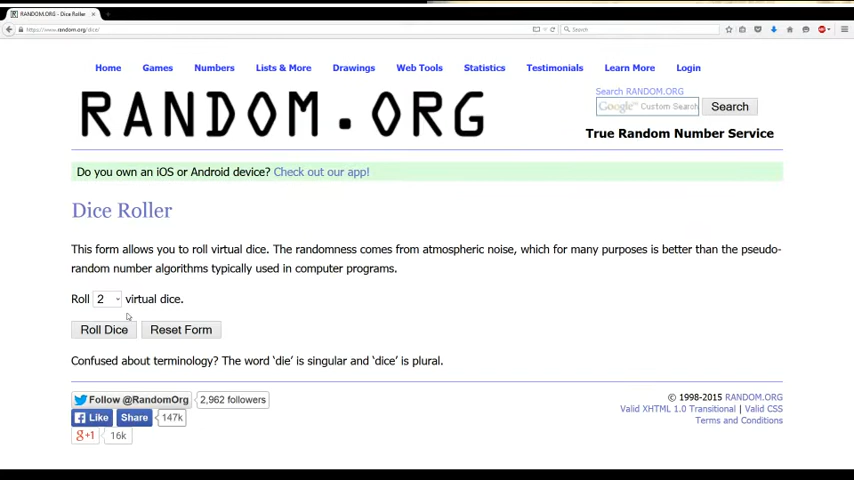 RANDOM.ORG - Dice Roller
https://www.random.org/dice/
Search
Home Games Numbers Lists & More Drawings Web Tools Statistics Testimonials Learn More Login
Search RANDOM.ORG
Google™ Custom Search Search
RANDOM.ORG
True Random Number Service
Do you own an iOS or Android device? Check out our app!
Dice Roller
This form allows you to roll virtual dice. The randomness comes from atmospheric noise, which for many purposes is better than the pseudo-
random number algorithms typically used in computer programs.
Roll 2 virtual dice.
Roll Dice Reset Form
Confused about terminology? The word ‘die’ is singular and ‘dice’ is plural.
Follow @RandomOrg 2,962 followers
Like Share 147k
g+1 16k
© 1998-2015 RANDOM.ORG
Valid XHTML 1.0 Transitional | Valid CSS
Terms and Conditions